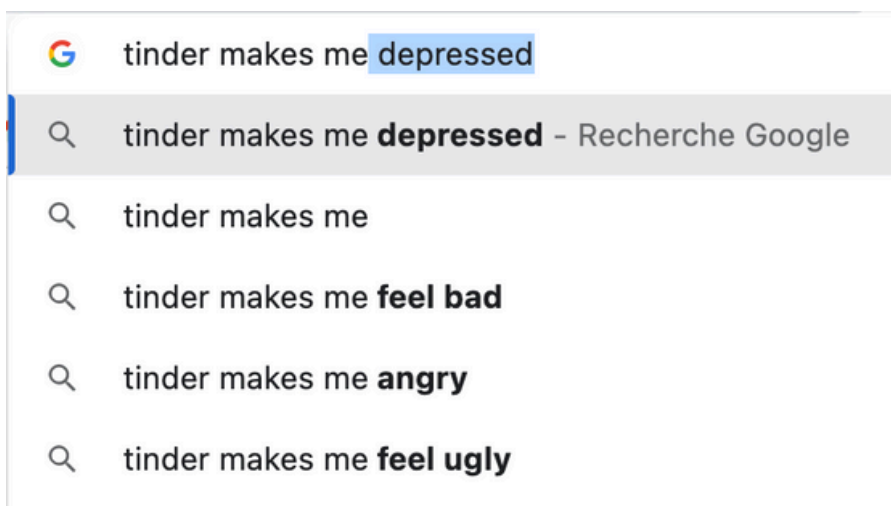 tinder makes me depressed
tinder makes me depressed - Recherche Google
tinder makes me
tinder makes me feel bad
tinder makes me angry
tinder makes me feel ugly